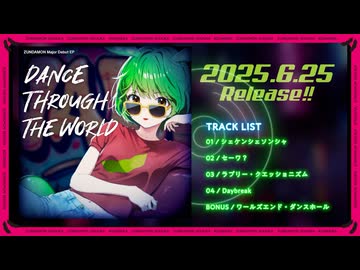 ZUNDAMON Major Debut EP
DANCE
THROUGH!
THE WORLD
2025.6.25
Release!!
TRACK LIST
01 / シェケンシェソンシャ
02 / セーワ？
03 / ラブリー・クエッショニズム
04 / Daybreak
BONUS / ワールズエンド・ダンスホール